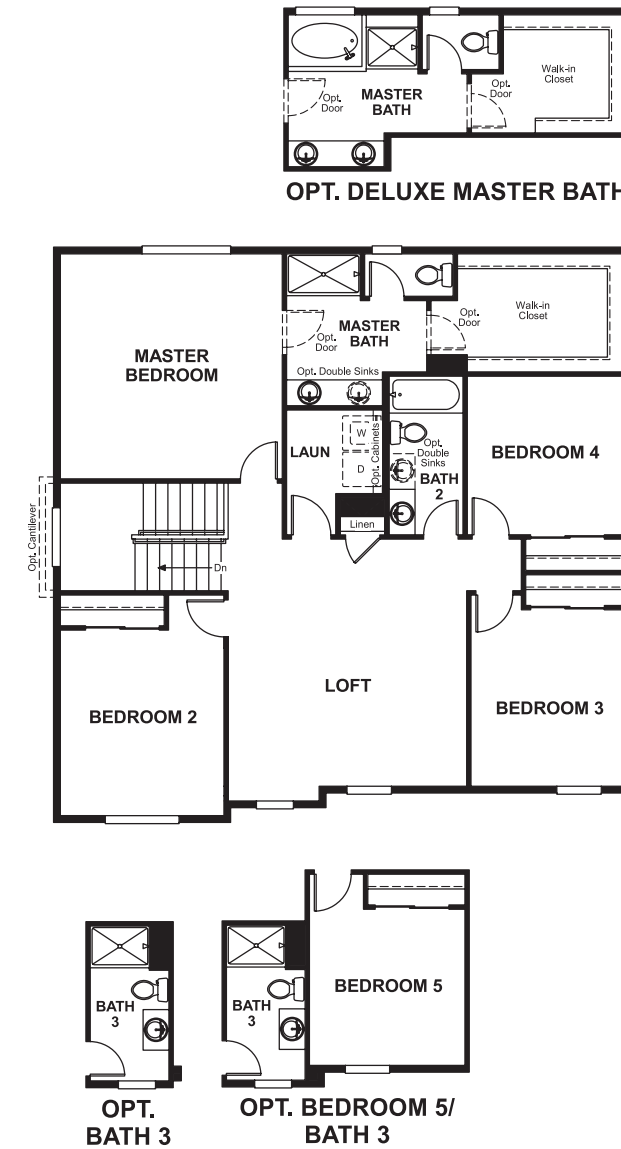 Walk-in
Closet
Opt.
Door
MASTER
BATH
Opt.
Door
OPT. DELUXE MASTER BATH
Walk-in
Closet
Opt.
Door
MASTER
BATH
Opt.
Door
MASTER
BEDROOM
Opt. Double Sinks
W
D
Opt. Cabinets
LAUN
Opt.
Double
Sinks
BATH
2
BEDROOM 4
Linen
Opt. Cantilever
Dn
LOFT
BEDROOM 2
BEDROOM 3
BATH
3
BATH
3
BEDROOM 5
OPT.
BATH 3
OPT. BEDROOM 5/
BATH 3